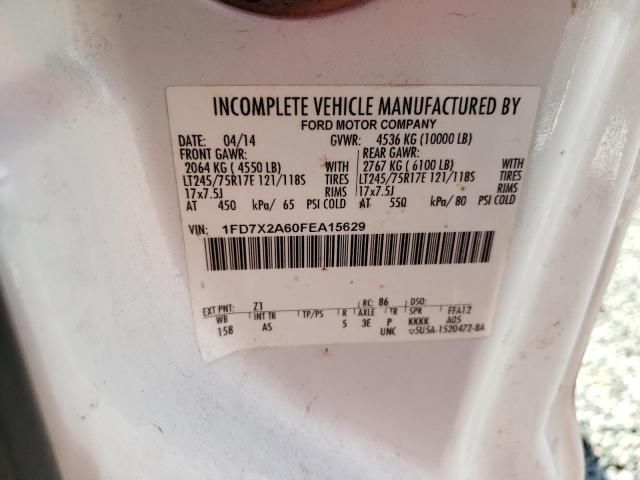 INCOMPLETE VEHICLE MANUFACTURED BY
FORD MOTOR COMPANY
DATE: 04/14 GVWR: 4536 KG (10000 LB)
FRONT GAWR: REAR GAWR:
2064 KG ( 4550 LB) WITH 2767 KG ( 6100 LB) WITH
LT245/75R17E 121/118S TIRES LT245/75R17E 121/118S TIRES
17x7.5J RIMS 17x7.5J RIMS
AT 450 kPa/ 65 PSI COLD AT 550 kPa/ 80 PSI COLD
VIN: 1FD7X2A60FEA15629
EXT PNT: Z1 RC: 86 DSO:
WB INT TR TP/PS R AXLE TR SPR FFA12
158 AS 5 3E P KKKK A05
UNC 5U5A-1520472-BA